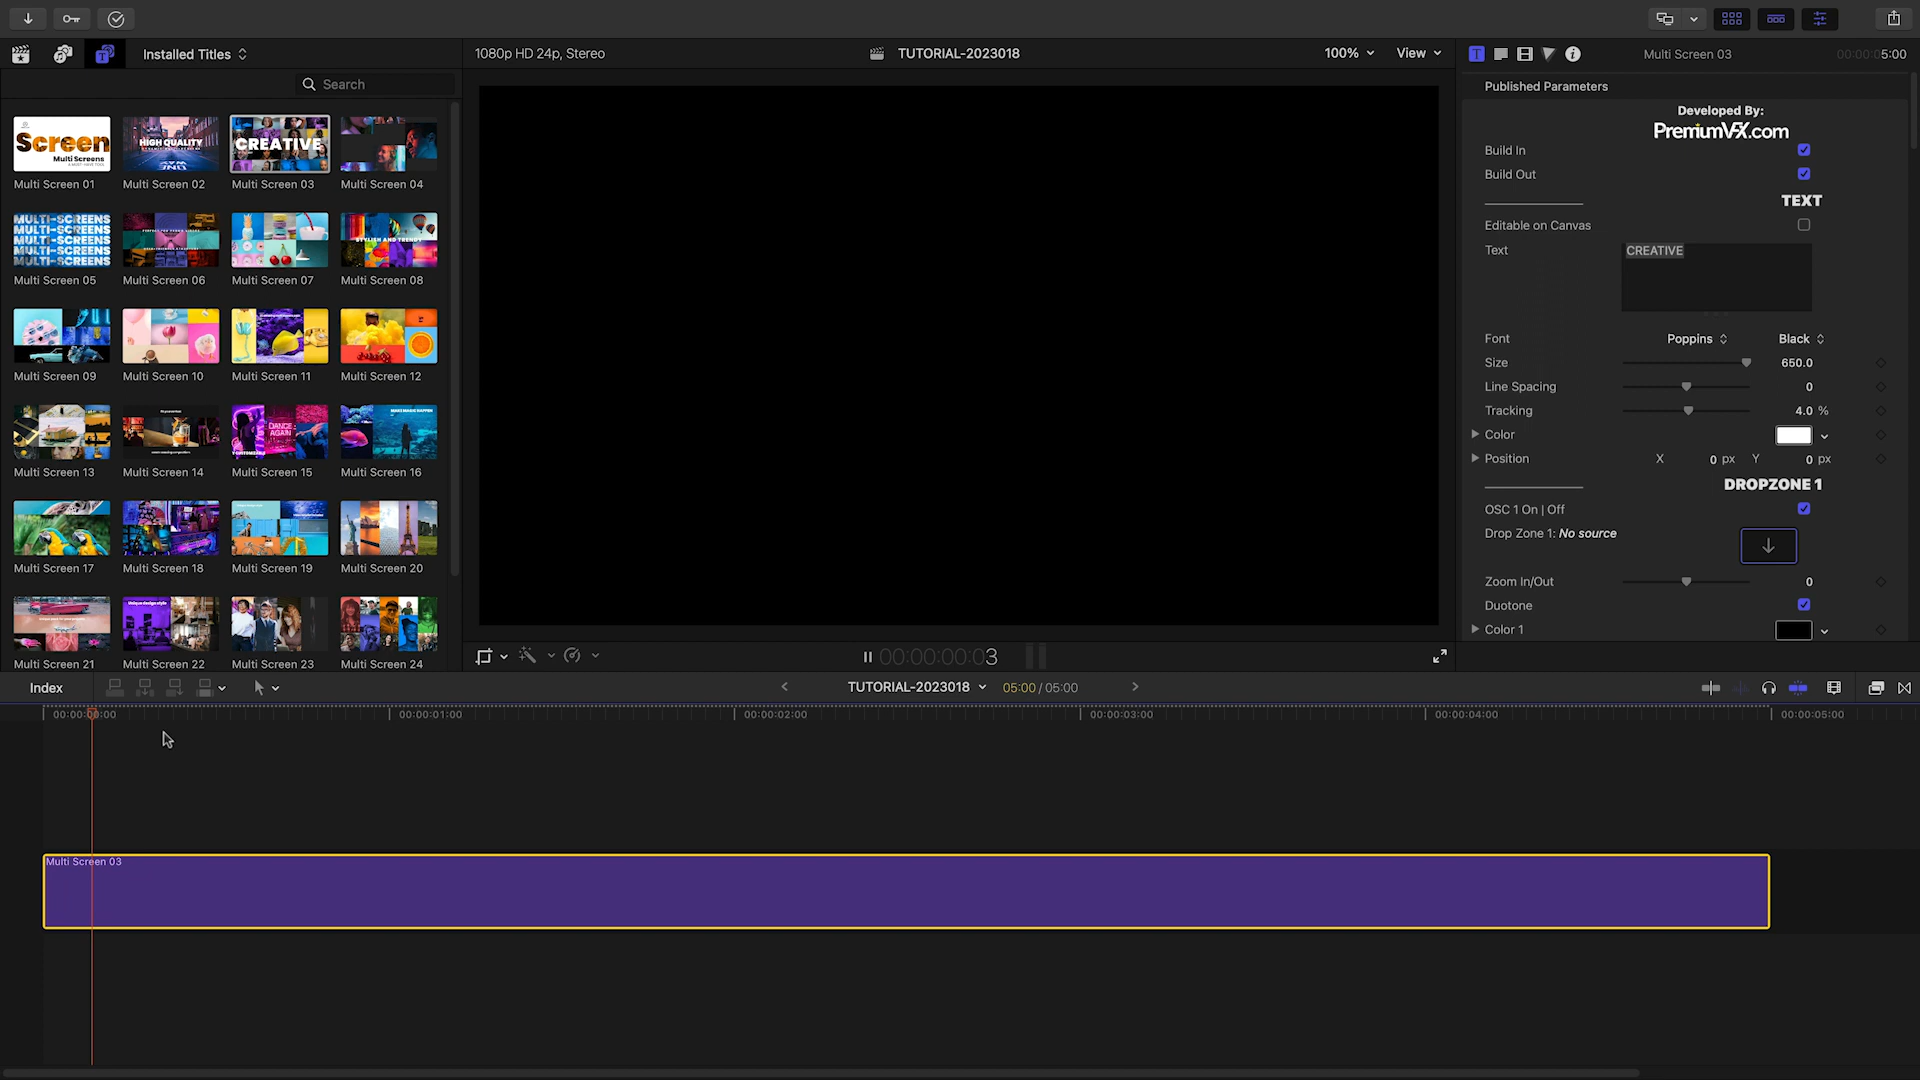 Installed Titles
1080p HD 24p, Stereo
TUTORIAL-2023018
100%
View
Multi Screen 03
00:00:05:00
Search
Published Parameters
Developed By:
PremiumVFX.com
Build In
Build Out
TEXT
Editable on Canvas
Text
CREATIVE
Font
Poppins
Black
Size
650.0
Line Spacing
0
Tracking
4.0 %
Color
Position
X
0 px
Y
0 px
DROPZONE 1
OSC 1 On | Off
Drop Zone 1: No source
Zoom In/Out
0
Duotone
Color 1
Screen
Multi Screens
HIGH QUALITY
CREATIVE
Multi Screen 01
Multi Screen 02
Multi Screen 03
Multi Screen 04
MULTI-SCREENS
MULTI-SCREENS
MULTI-SCREENS
MULTI-SCREENS
MULTI-SCREENS
STYLISH AND TRENDY
Multi Screen 05
Multi Screen 06
Multi Screen 07
Multi Screen 08
Multi Screen 09
Multi Screen 10
Multi Screen 11
Multi Screen 12
DANCE
AGAIN
MAKE MAGIC HAPPEN
Multi Screen 13
Multi Screen 14
Multi Screen 15
Multi Screen 16
Multi Screen 17
Multi Screen 18
Multi Screen 19
Multi Screen 20
Unique design style
Multi Screen 21
Multi Screen 22
Multi Screen 23
Multi Screen 24
00:00:00:03
Index
TUTORIAL-2023018
05:00 / 05:00
00:00:00:00
00:00:01:00
00:00:02:00
00:00:03:00
00:00:04:00
00:00:05:00
Multi Screen 03